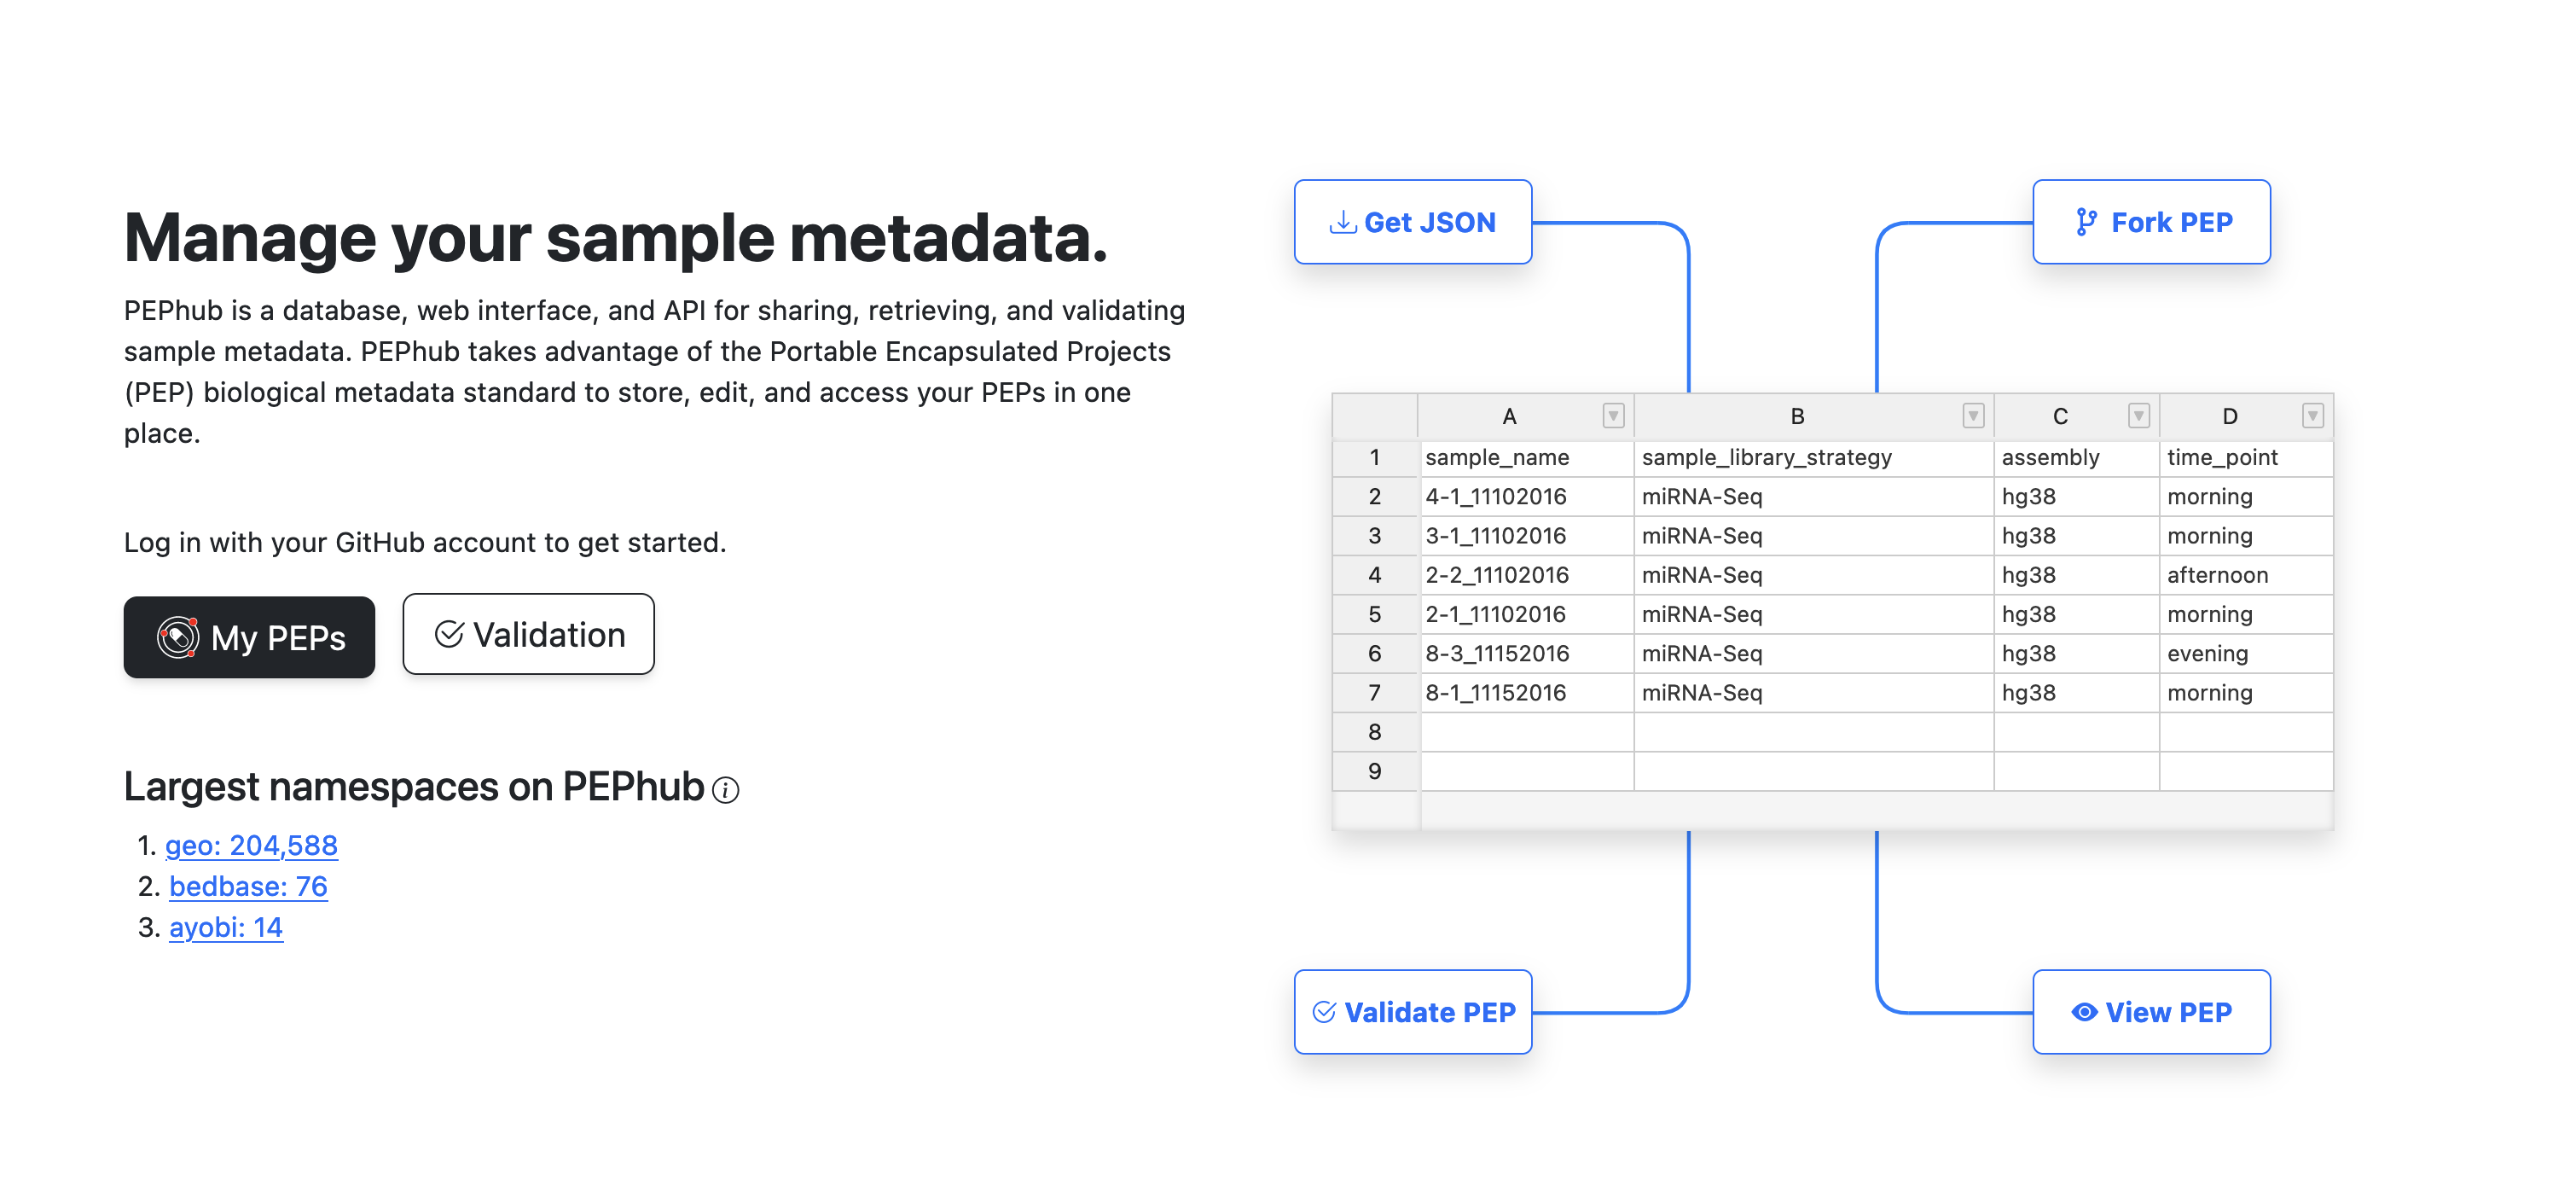 Manage your sample metadata.
PEPhub is a database, web interface, and API for sharing, retrieving, and validating
sample metadata. PEPhub takes advantage of the Portable Encapsulated Projects
(PEP) biological metadata standard to store, edit, and access your PEPs in one
place.
Log in with your GitHub account to get started.
My PEPs
Validation
Largest namespaces on PEPhub
1. geo: 204,588
2. bedbase: 76
3. ayobi: 14
Get JSON
Fork PEP
A B C D
1 sample_name sample_library_strategy assembly time_point
2 4-1_11102016 miRNA-Seq hg38 morning
3 3-1_11102016 miRNA-Seq hg38 morning
4 2-2_11102016 miRNA-Seq hg38 afternoon
5 2-1_11102016 miRNA-Seq hg38 morning
6 8-3_11152016 miRNA-Seq hg38 evening
7 8-1_11152016 miRNA-Seq hg38 morning
8
9
Validate PEP
View PEP